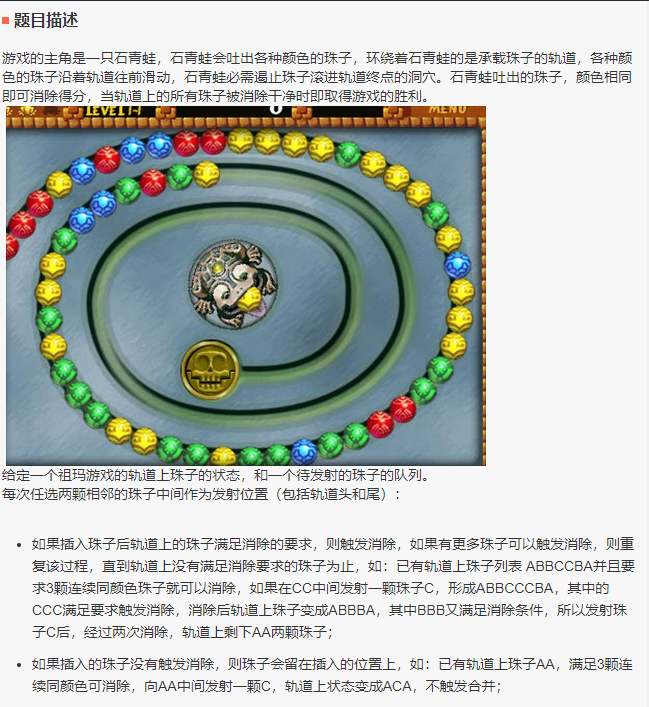 题目描述
游戏的主角是一只石青蛙，石青蛙会吐出各种颜色的珠子，环绕着石青蛙的是承载珠子的轨道，各种颜
色的珠子沿着轨道往前滑动，石青蛙必需遏止珠子滚进轨道终点的洞穴。石青蛙吐出的珠子，颜色相同
即可消除得分，当轨道上的所有珠子被消除干净时即取得游戏的胜利。
LEVEL 1-1 0 MENU
给定一个祖玛游戏的轨道上珠子的状态，和一个待发射的珠子的队列。
每次任选两颗相邻的珠子中间作为发射位置（包括轨道头和尾）：
如果插入珠子后轨道上的珠子满足消除的要求，则触发消除，如果有更多珠子可以触发消除，则重
复该过程，直到轨道上没有满足消除要求的珠子为止，如：已有轨道上珠子列表 ABBCCBA并且要
求3颗连续同颜色珠子就可以消除，如果在CC中间发射一颗珠子C，形成ABBCCCBA，其中的
CCC满足要求触发消除，消除后轨道上珠子变成ABBBA，其中BBB又满足消除条件，所以发射珠
子C后，经过两次消除，轨道上剩下AA两颗珠子；
如果插入的珠子没有触发消除，则珠子会留在插入的位置上，如：已有轨道上珠子AA，满足3颗连
续同颜色可消除，向AA中间发射一颗C，轨道上状态变成ACA，不触发合并；